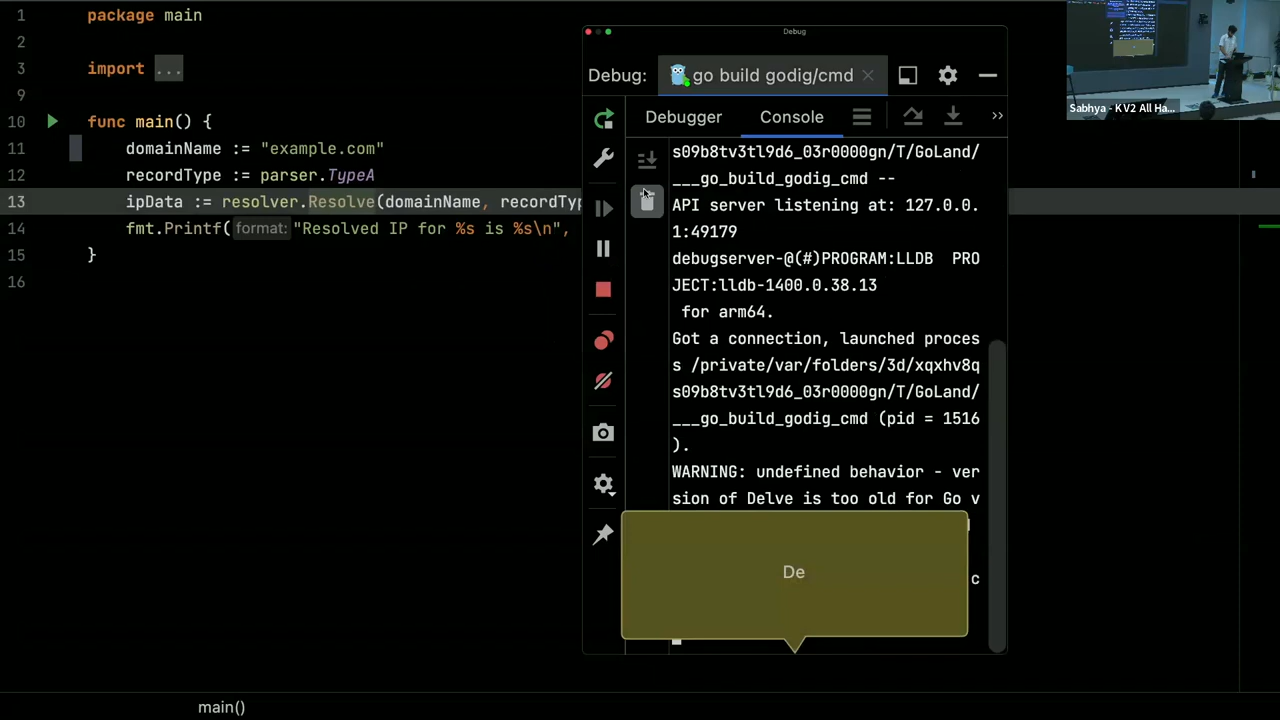 1 package main
2
3 import ...
9
10 func main() {
11 domainName := "example.com"
12 recordType := parser.TypeA
13 ipData := resolver.Resolve(domainName, recordTyp
14 fmt.Printf( format: "Resolved IP for %s is %s\n",
15 }
16
main()
Debug
Debug: go build godig/cmd
Debugger Console
s09b8tv3tl9d6_03r0000gn/T/GoLand/
___go_build_godig_cmd --
API server listening at: 127.0.0.
1:49179
debugserver-@(#)PROGRAM:LLDB  PRO
JECT:lldb-1400.0.38.13
for arm64.
Got a connection, launched proces
s /private/var/folders/3d/xqxhv8q
s09b8tv3tl9d6_03r0000gn/T/GoLand/
___go_build_godig_cmd (pid = 1516
).
WARNING: undefined behavior - ver
sion of Delve is too old for Go v
c
De
Sabhya - KV2 All Ha...